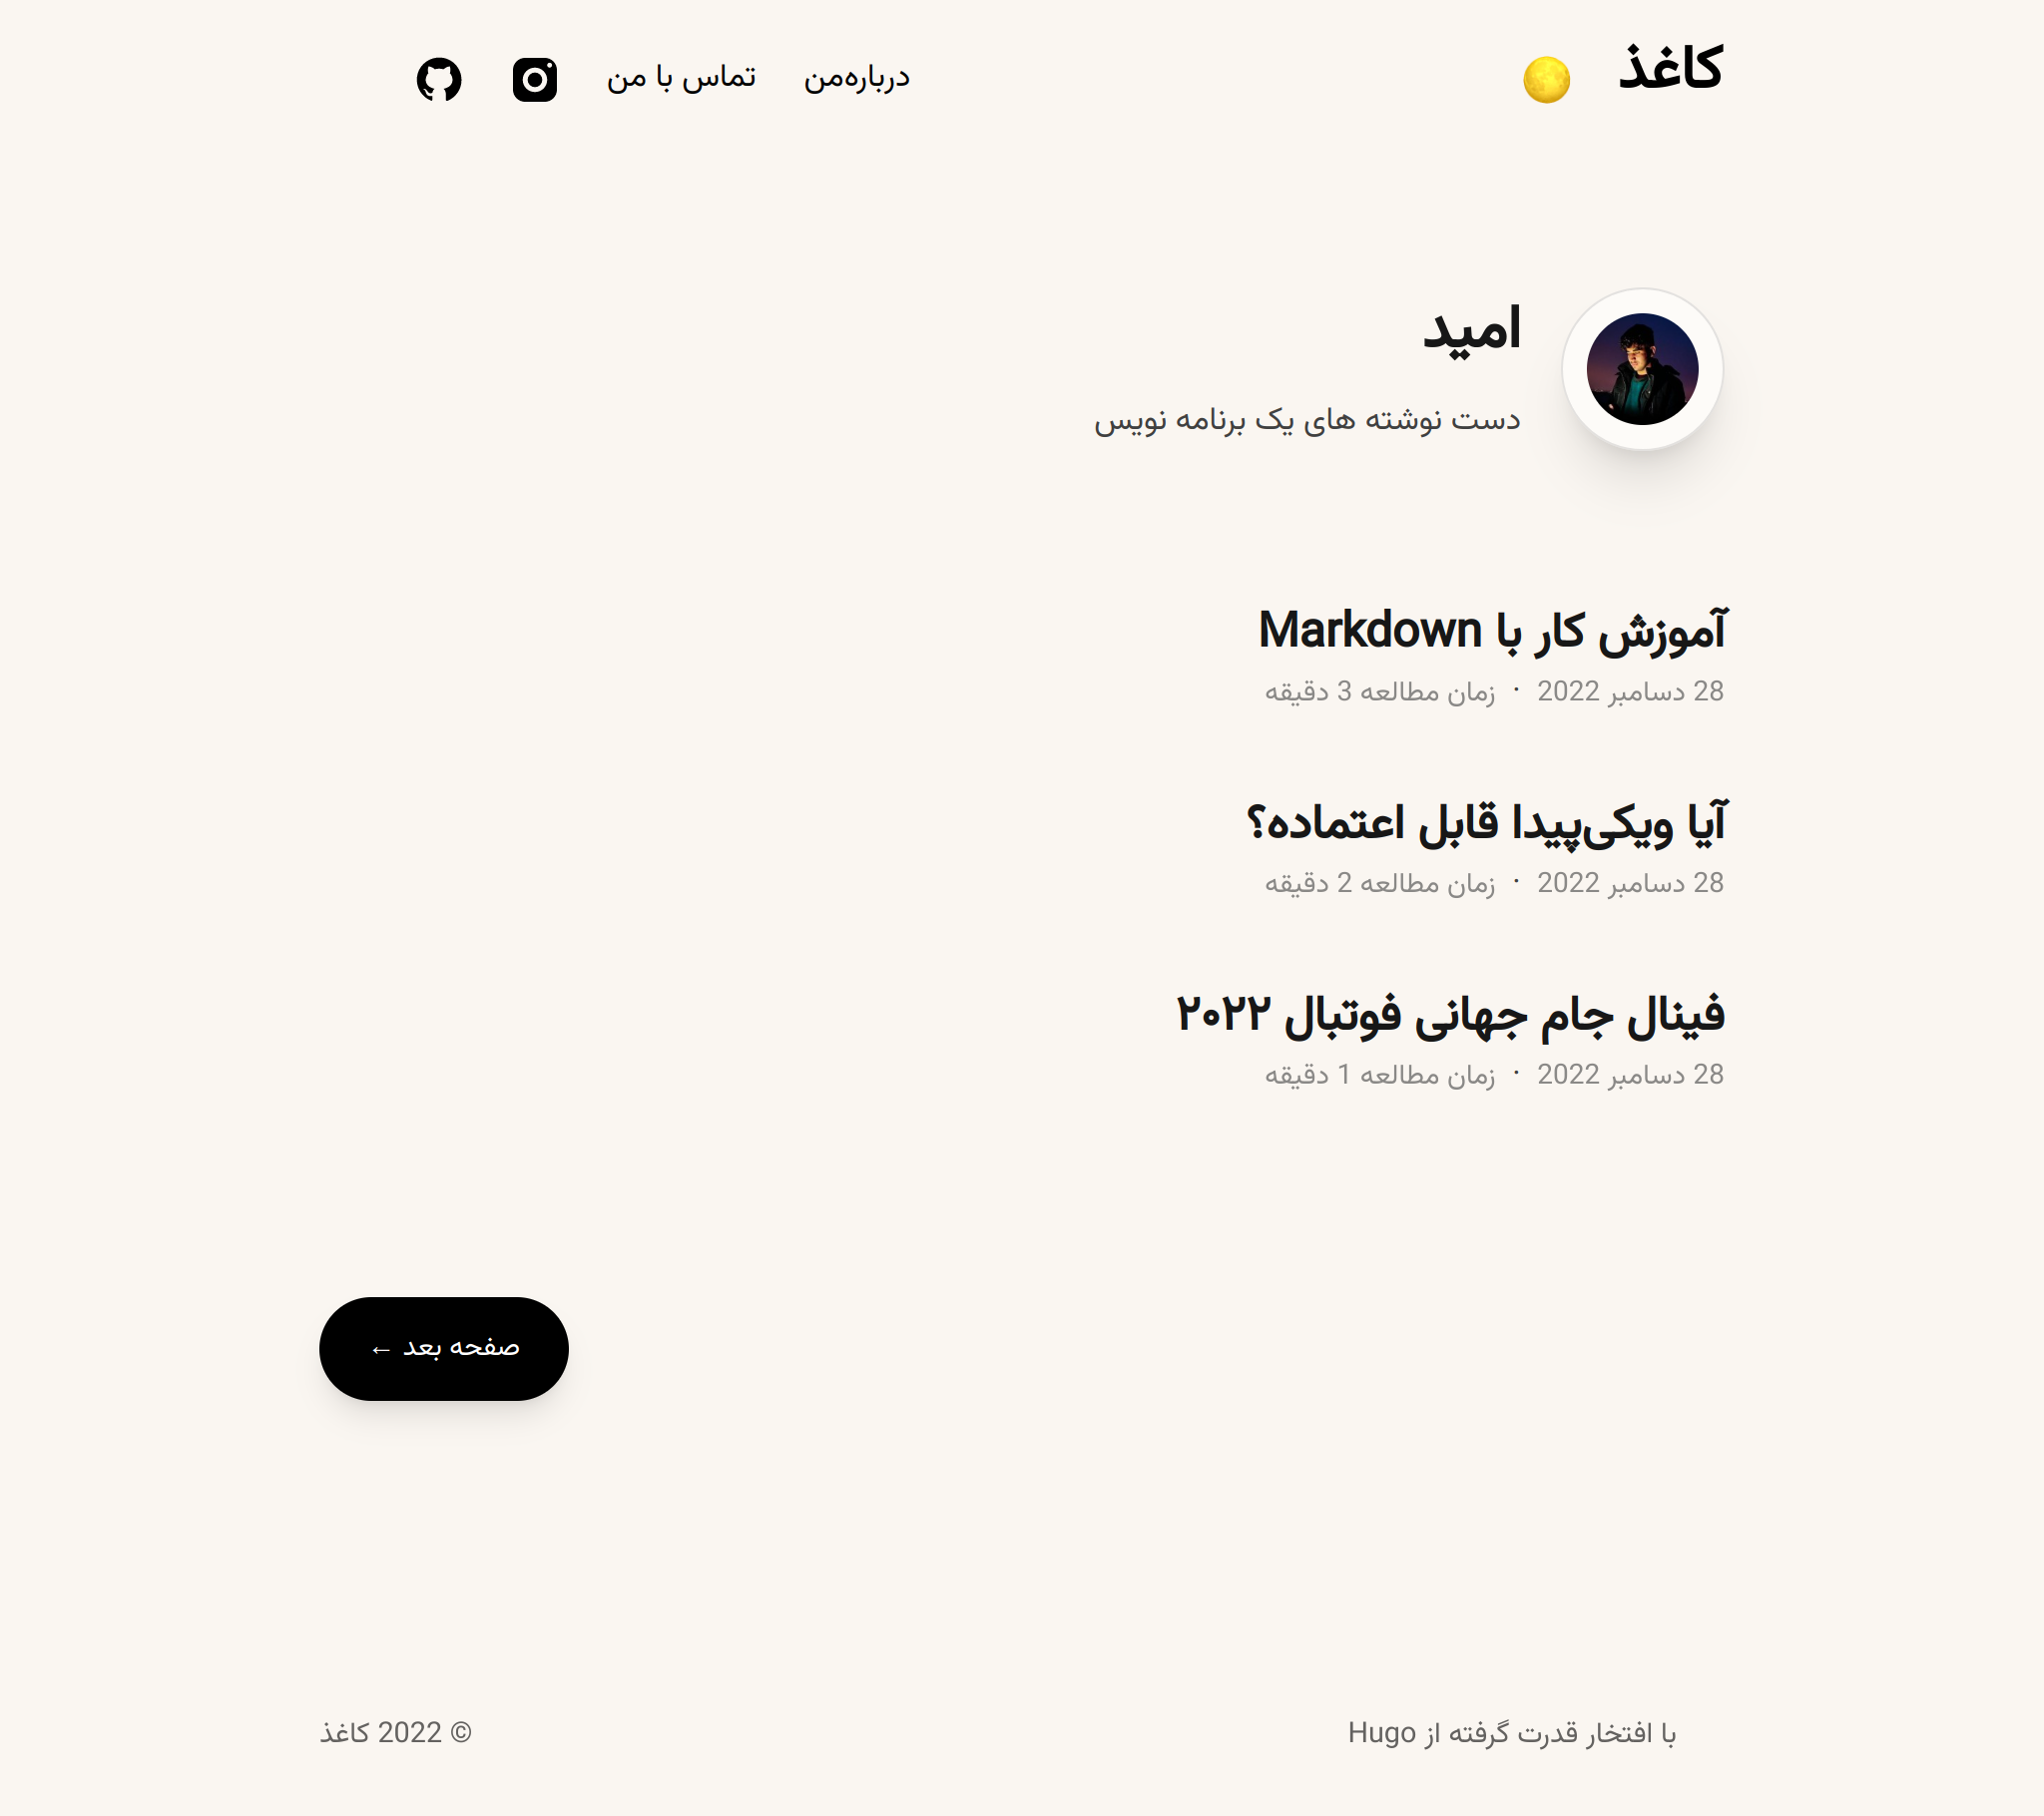 کاغذ
درباره‌من
تماس با من
امید
دست نوشته های یک برنامه نویس
آموزش کار با Markdown
28 دسامبر 2022 · زمان مطالعه 3 دقیقه
آیا ویکی‌پیدا قابل اعتماده؟
28 دسامبر 2022 · زمان مطالعه 2 دقیقه
فینال جام جهانی فوتبال ۲۰۲۲
28 دسامبر 2022 · زمان مطالعه 1 دقیقه
صفحه بعد ←
با افتخار قدرت گرفته از Hugo
© 2022 کاغذ